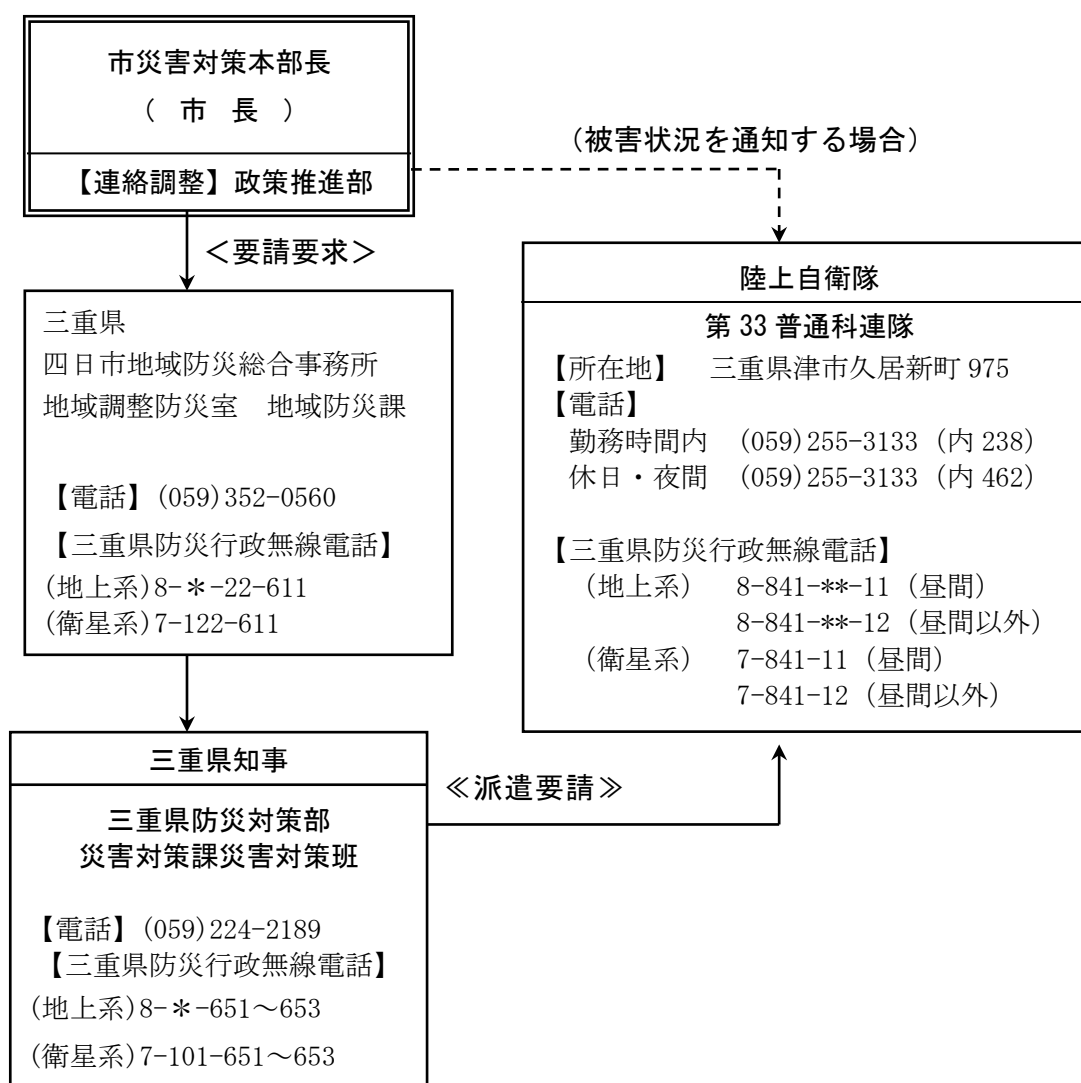 市災害対策本部長
( 市 長 )
【連絡調整】政策推進部
(被害状況を通知する場合)
＜要請要求＞
三重県
四日市地域防災総合事務所
地域調整防災室　地域防災課
【電話】(059)352-0560
【三重県防災行政無線電話】
(地上系)8-＊-22-611
(衛星系)7-122-611
陸上自衛隊
第 33 普通科連隊
【所在地】　三重県津市久居新町 975
【電話】
勤務時間内　(059)255-3133（内 238）
休日・夜間　(059)255-3133（内 462）
【三重県防災行政無線電話】
（地上系）　8-841-**-11（昼間）
8-841-**-12（昼間以外）
（衛星系）　7-841-11（昼間）
7-841-12（昼間以外）
三重県知事
≪派遣要請≫
三重県防災対策部
災害対策課災害対策班
【電話】(059)224-2189
【三重県防災行政無線電話】
(地上系)8-＊-651～653
(衛星系)7-101-651～653